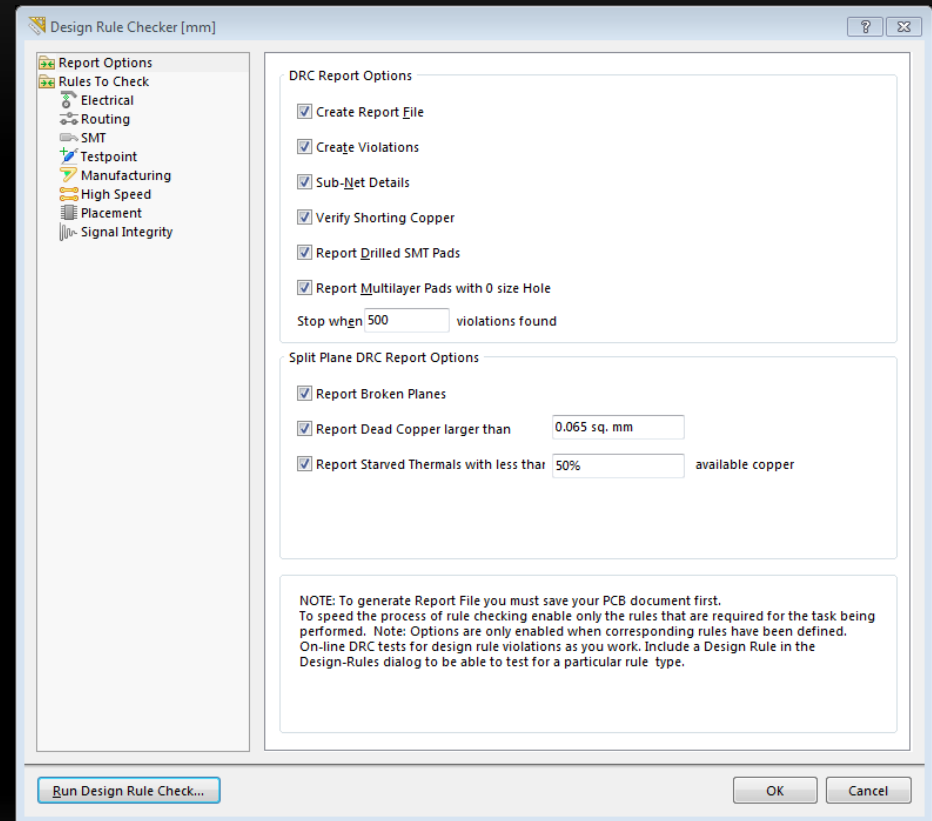 Design Rule Checker [mm]
Report Options
Rules To Check
Electrical
Routing
SMT
Testpoint
Manufacturing
High Speed
Placement
Signal Integrity
DRC Report Options
Create Report File
Create Violations
Sub-Net Details
Verify Shorting Copper
Report Drilled SMT Pads
Report Multilayer Pads with 0 size Hole
Stop when 500 violations found
Split Plane DRC Report Options
Report Broken Planes
Report Dead Copper larger than 0.065 sq. mm
Report Starved Thermals with less thar 50% available copper
NOTE: To generate Report File you must save your PCB document first.
To speed the process of rule checking enable only the rules that are required for the task being
performed. Note: Options are only enabled when corresponding rules have been defined.
On-line DRC tests for design rule violations as you work. Include a Design Rule in the
Design-Rules dialog to be able to test for a particular rule type.
Run Design Rule Check...
OK
Cancel